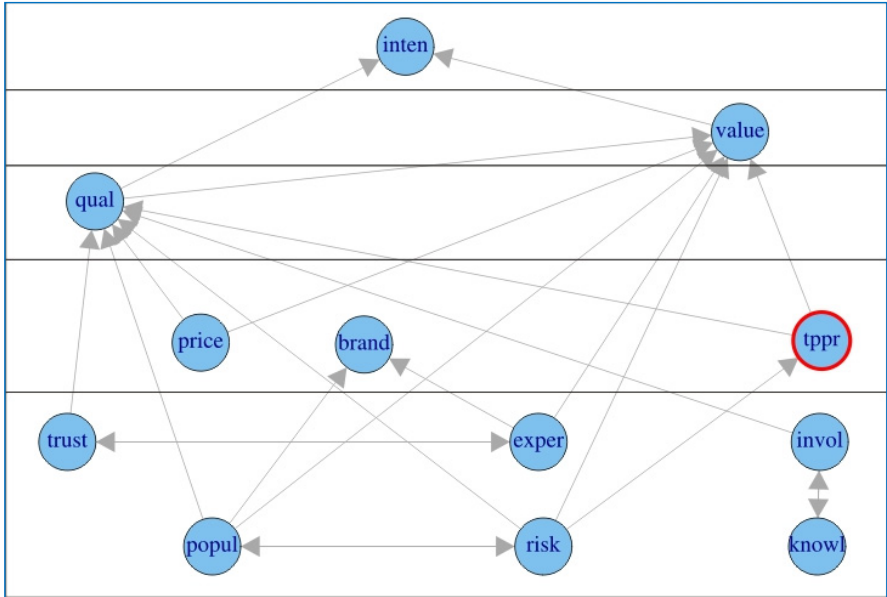 inten
value
qual
price
brand
tppr
trust
exper
invol
popul
risk
knowl